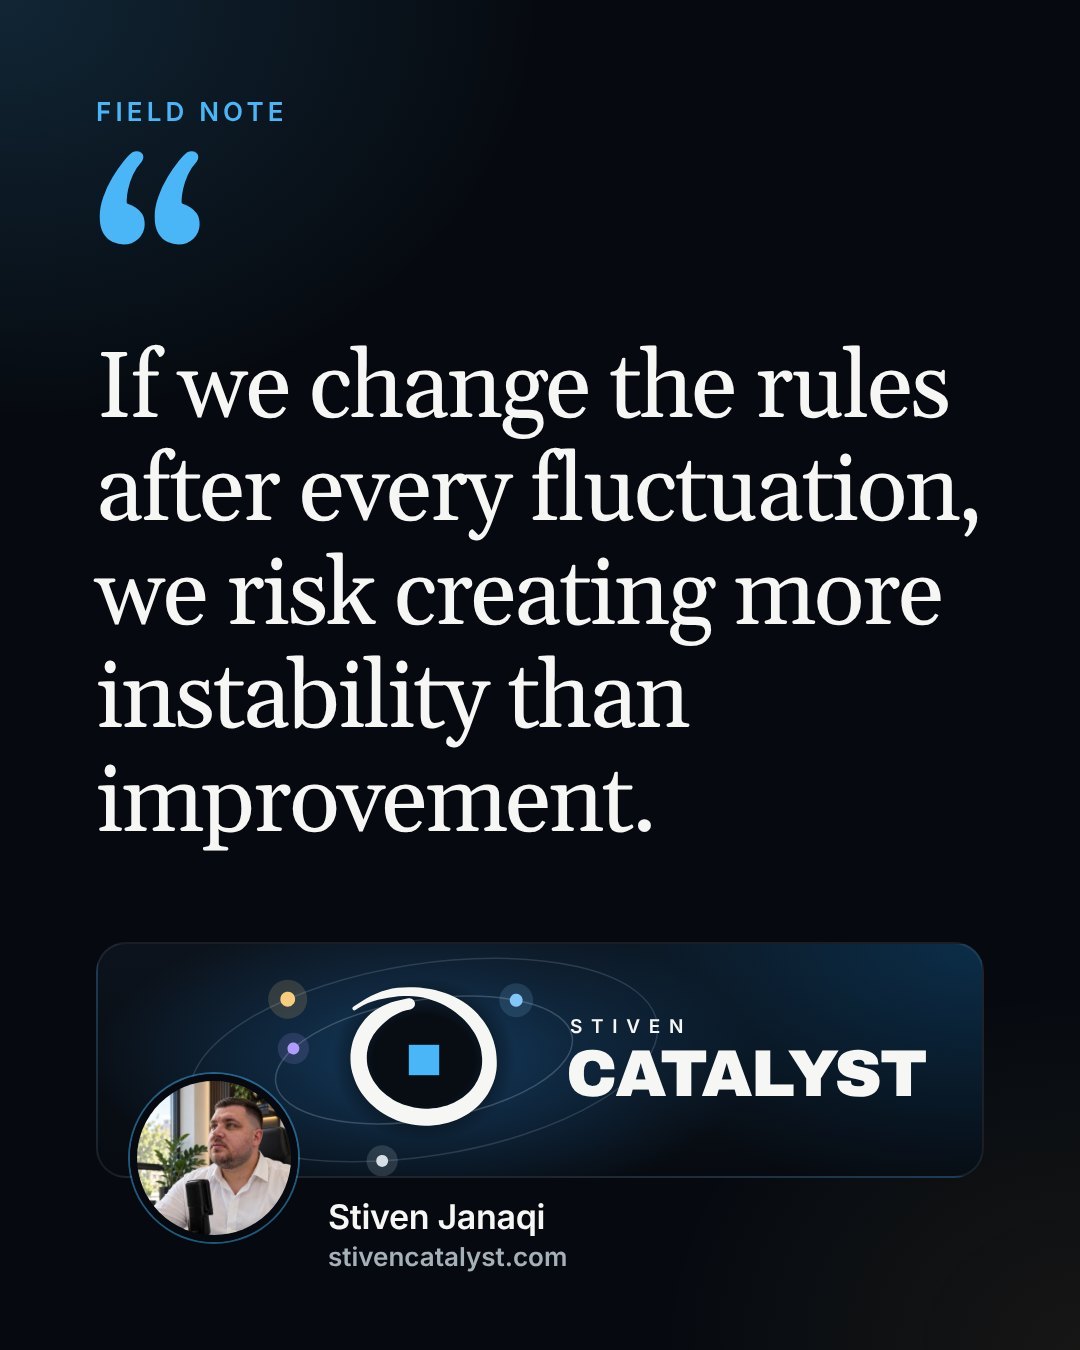 FIELD NOTE
“
If we change the rules
after every fluctuation,
we risk creating more
instability than
improvement.
STIVEN
CATALYST
Stiven Janaqi
stivencatalyst.com